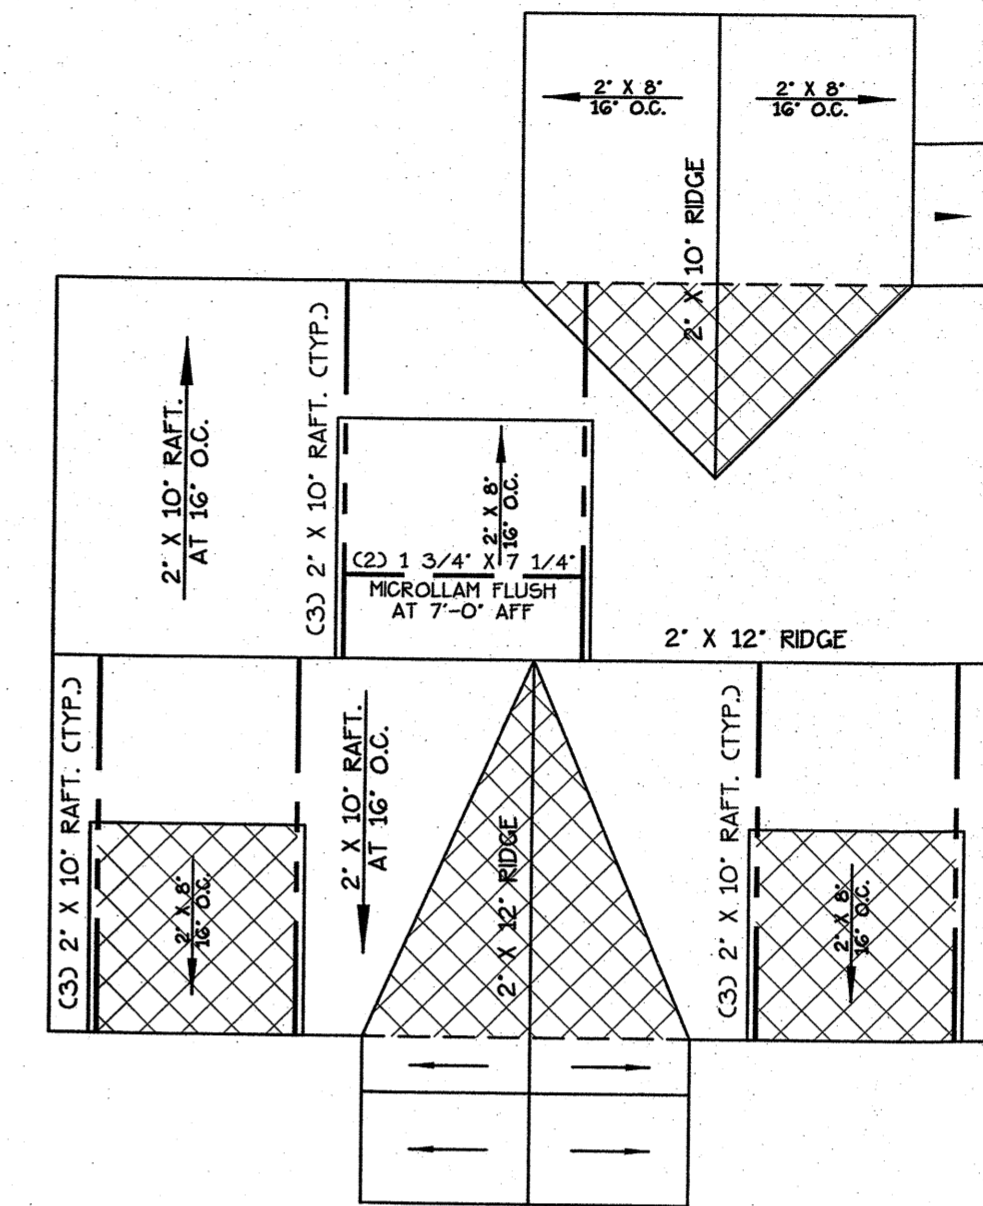 2" X 8"
16" O.C.
2" X 8"
16" O.C.
2" X 10" RIDGE
2" X 10" RAFT.
AT 16" O.C.
(3) 2" X 10" RAFT. (TYP.)
2" X 8"
16" O.C.
(2) 1 3/4" X 7 1/4"
MICROLLAM FLUSH
AT 7'-0" AFF
2" X 12" RIDGE
(3) 2" X 10" RAFT. (TYP.)
2" X 8"
16" O.C.
2" X 10" RAFT.
AT 16" O.C.
2" X 12" RIDGE
(3) 2" X 10" RAFT. (TYP.)
2" X 8"
16" O.C.